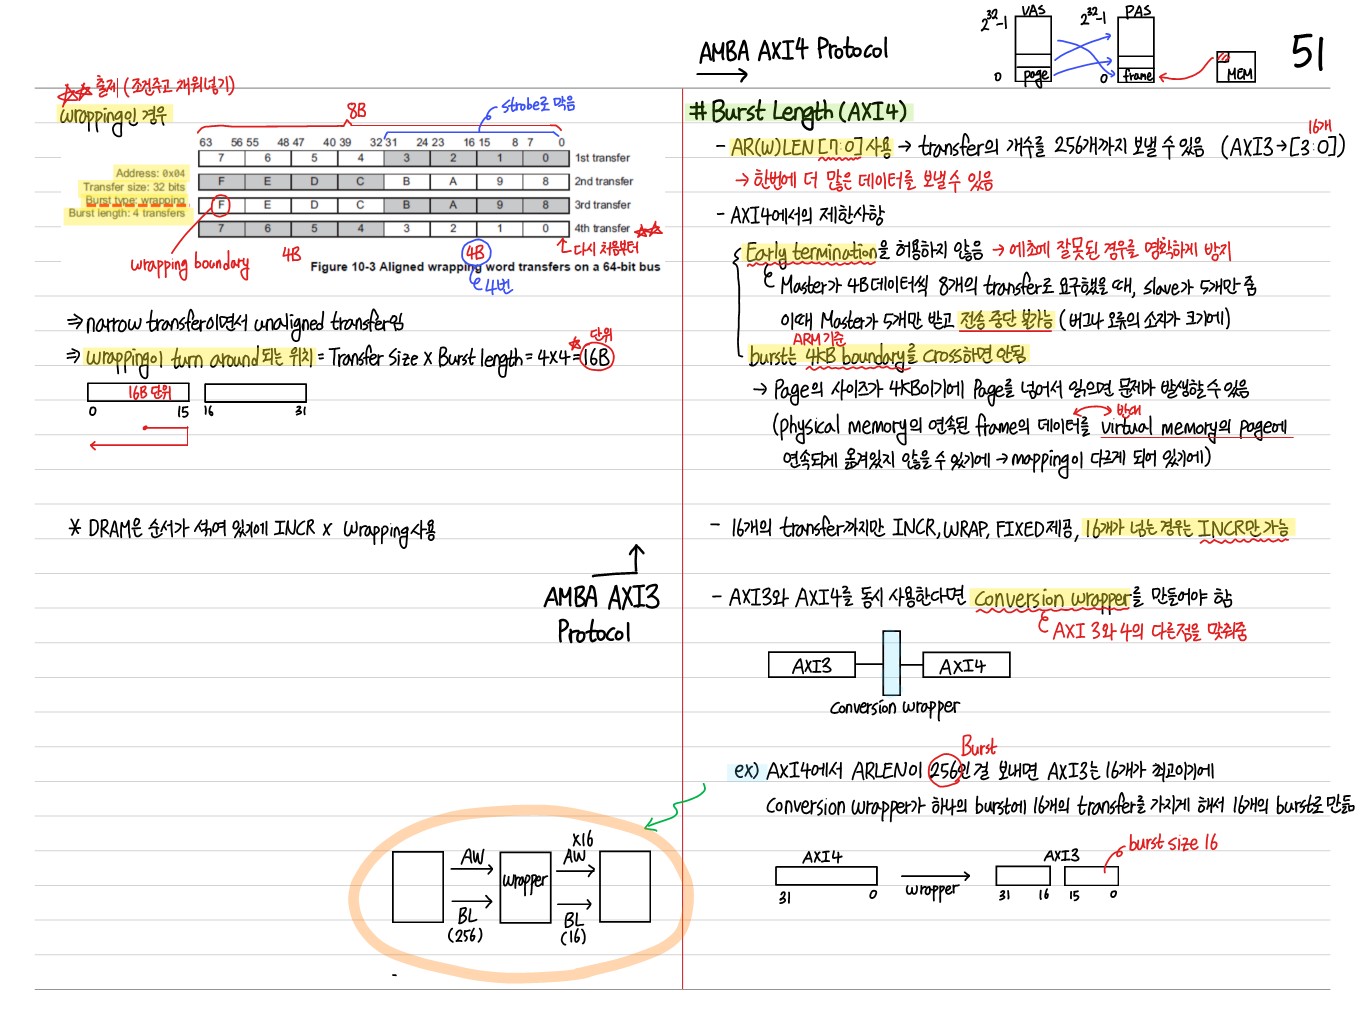 51
AMBA AXI4 Protocol
VAS
PAS
2^32-1
2^32-1
0
page
0
frame
MEM
☆☆ 출제 (조건주고 채워넣기)
wrapping인 경우
8B
strobe로 막음
63 56 55 48 47 40 39 32 31 24 23 16 15 8 7 0
7 6 5 4 3 2 1 0 1st transfer
F E D C B A 9 8 2nd transfer
F E D C B A 9 8 3rd transfer
7 6 5 4 3 2 1 0 4th transfer ☆☆
Address: 0x04
Transfer size: 32 bits
Burst type: wrapping
Burst length: 4 transfers
wrapping boundary
4B
4B
4번
다시 처음부터
Figure 10-3 Aligned wrapping word transfers on a 64-bit bus
⇒ narrow transfer이면서 unaligned transfer임
⇒ wrapping이 turn around 되는 위치 = Transfer Size X Burst length = 4X4 = 16B
☆ 단위
16B 단위
0 15 16 31
* DRAM은 순서가 섞여 있기에 INCR X Wrapping 사용
AMBA AXI3
Protocol
AW
BL
(256)
wrapper
X16
AW
BL
(16)
# Burst Length (AXI4)
- AR(W)LEN [7:0] 사용 → transfer의 개수를 256개까지 보낼 수 있음 (AXI3→[3:0])
16개
→ 한번에 더 많은 데이터를 보낼 수 있음
- AXI4에서의 제한사항
Early termination을 허용하지 않음 → 애초에 잘못된 경우를 명확하게 방지
Master가 4B데이터씩 8개의 transfer로 요구했을 때, slave가 5개만 줌
이때 Master가 5개만 받고 전송 중단 불가능 (버그나 오류의 소지가 크기에)
ARM 기준
burst는 4KB boundary를 cross하면 안됨
→ Page의 사이즈가 4KB이기에 Page를 넘어서 읽으면 문제가 발생할 수 있음
반대
(physical memory의 연속된 frame의 데이터를 virtual memory의 page에
연속되게 옮겨있지 않을 수 있기에 → mapping이 다르게 되어 있기에)
- 16개의 transfer까지만 INCR, WRAP, FIXED 제공, 16개가 넘는 경우는 INCR만 가능
- AXI3와 AXI4를 동시 사용한다면 Conversion wrapper를 만들어야 함
AXI 3와 4의 다른점을 맞춰줌
AXI3
AXI4
Conversion wrapper
Burst
ex) AXI4에서 ARLEN이 256인걸 보내면 AXI3는 16개가 최고이기에
Conversion wrapper가 하나의 burst에 16개의 transfer를 가지게 해서 16개의 burst로 만듦
burst size 16
AXI4
31 0
wrapper
AXI3
31 16 15 0
-